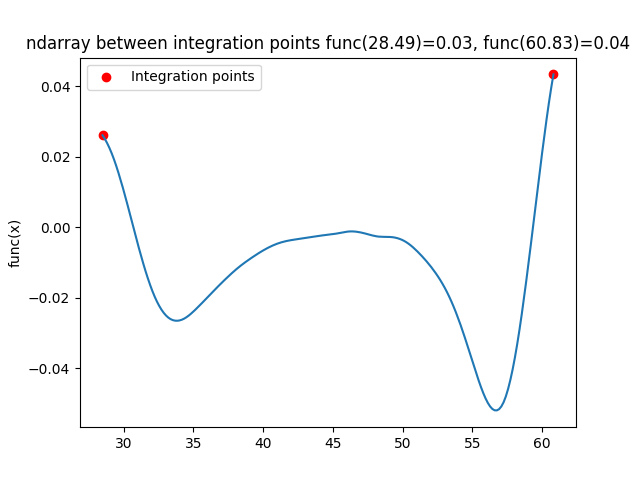 ndarray between integration points func(28.49)=0.03, func(60.83)=0.04
Integration points
func(x)
0.04
0.02
0.00
−0.02
−0.04
30 35 40 45 50 55 60